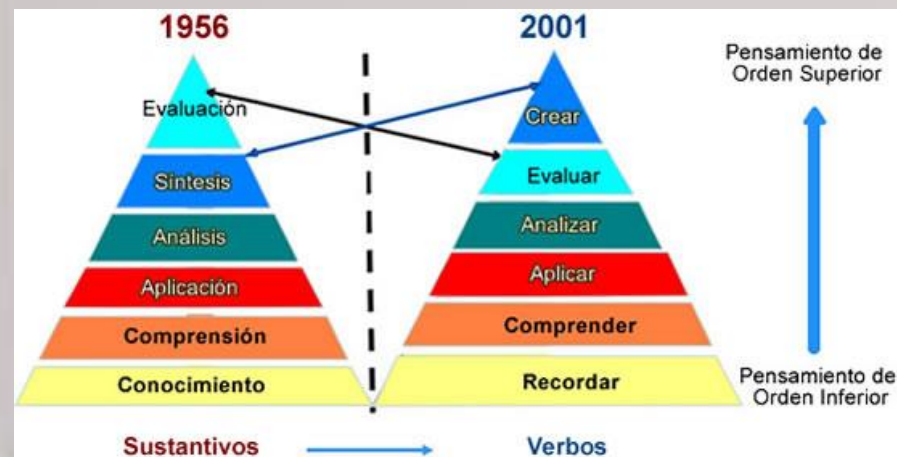 1956
2001
Evaluación
Síntesis
Análisis
Aplicación
Comprensión
Conocimiento
Crear
Evaluar
Analizar
Aplicar
Comprender
Recordar
Pensamiento de
Orden Superior
Pensamiento de
Orden Inferior
Sustantivos
Verbos